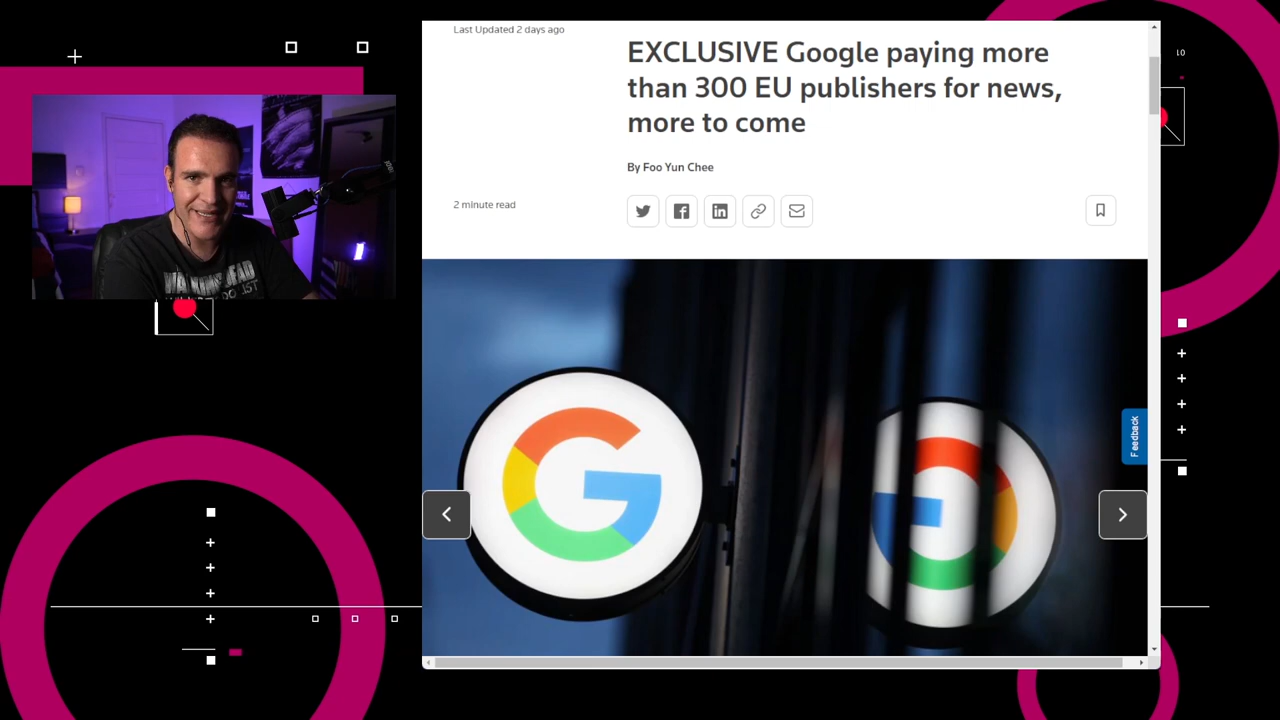 Last Updated 2 days ago
EXCLUSIVE Google paying more
than 300 EU publishers for news,
more to come
By Foo Yun Chee
2 minute read
Feedback